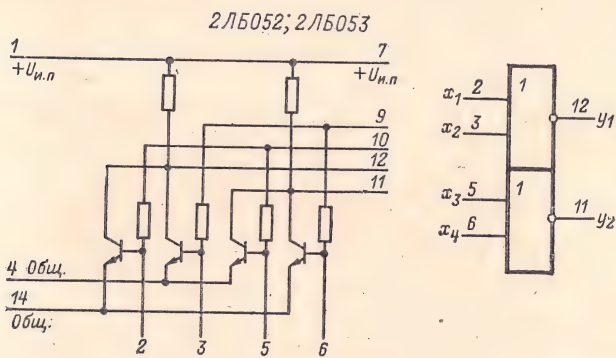 2ЛБ052; 2ЛБ053
1
+Uи.п
7
+Uи.п
9
10
12
11
4 Общ.
14
Общ.
2 3 5 6
x1 2
x2 3
1
12 y1
x3 5
x4 6
1
11 y2